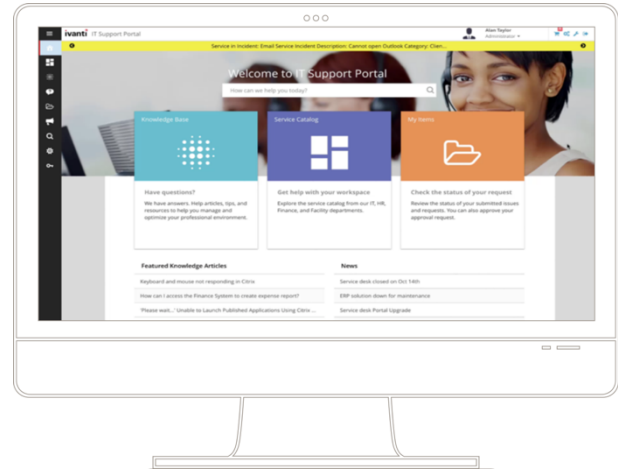 ivanti IT Support Portal
Alan Taylor
Administrator
Service in Incident: Email Service Incident Description: Cannot open Outlook Category: Clien...
Welcome to IT Support Portal
How can we help you today?
Knowledge Base
Service Catalog
My Items
Have questions?
We have answers. Help articles, tips, and
resources to help you manage and
optimize your professional environment.
Get help with your workspace
Explore the service catalog from our IT, HR,
Finance, and Facility departments.
Check the status of your request
Review the status of your submitted issues
and requests. You can also approve your
approval request.
Featured Knowledge Articles
Keyboard and mouse not responding in Citrix
How can I access the Finance System to create expense report?
'Please wait...' Unable to Launch Published Applications Using Citrix ...
News
Service desk closed on Oct 14th
ERP solution down for maintenance
Service desk Portal Upgrade